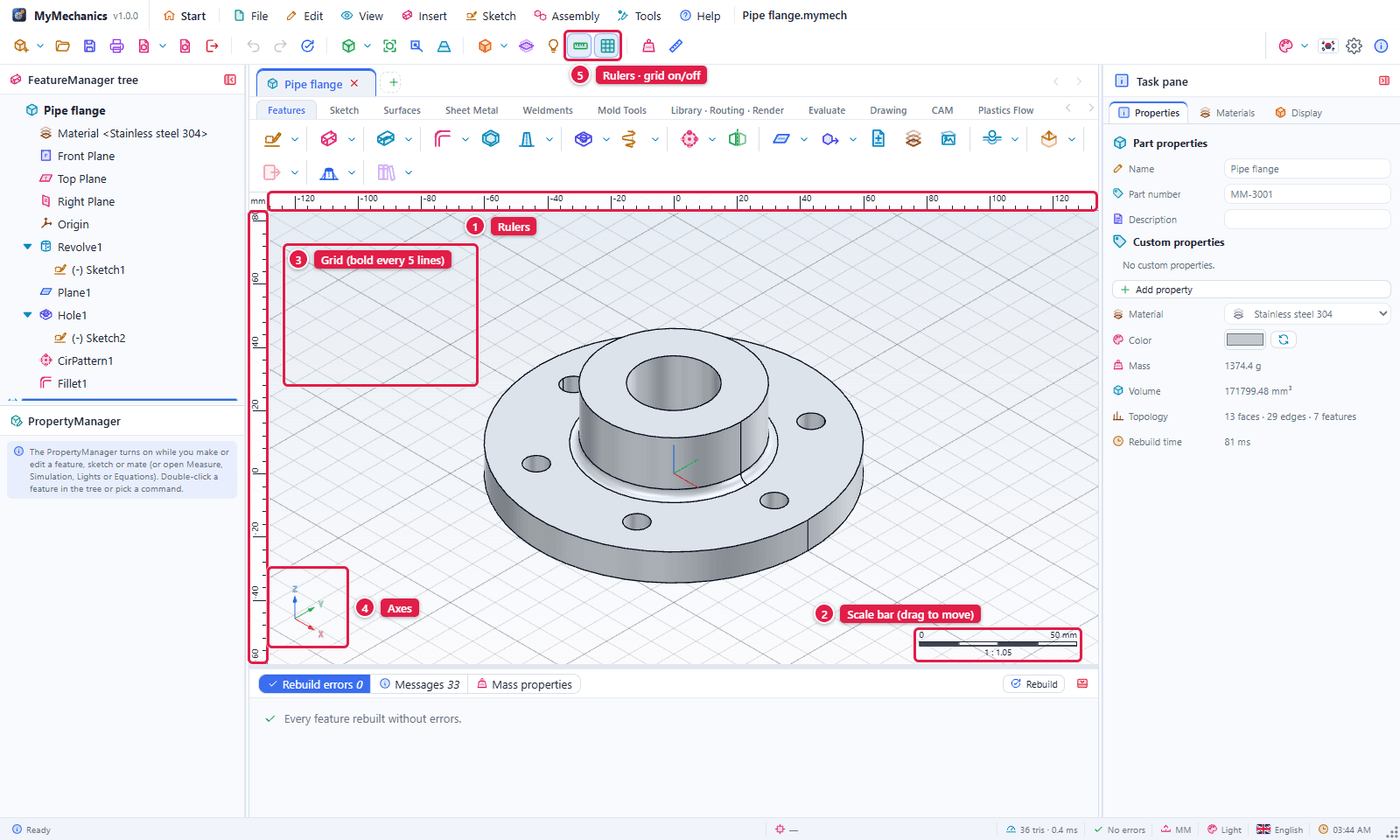 MyMechanics v1.0.0 Start File Edit View Insert Sketch Assembly Tools Help Pipe flange.mymech
5 Rulers · grid on/off
FeatureManager tree
Pipe flange
Material <Stainless steel 304>
Front Plane
Top Plane
Right Plane
Origin
Revolve1
(-) Sketch1
Plane1
Hole1
(-) Sketch2
CirPattern1
Fillet1
PropertyManager
The PropertyManager turns on while you make or
edit a feature, sketch or mate (or open Measure,
Simulation, Lights or Equations). Double-click a
feature in the tree or pick a command.
Pipe flange
Features Sketch Surfaces Sheet Metal Weldments Mold Tools Library · Routing · Render Evaluate Drawing CAM Plastics Flow
mm -120 -100 -80 -60 -40 -20 0 20 40 60 80 100 120
1 Rulers
3 Grid (bold every 5 lines)
60
40
20
0
-20
-40
Z
Y
X
4 Axes
2 Scale bar (drag to move)
0 50 mm
1 : 1.05
Rebuild errors 0 Messages 33 Mass properties Rebuild
Every feature rebuilt without errors.
Task pane
Properties Materials Display
Part properties
Name Pipe flange
Part number MM-3001
Description
Custom properties
No custom properties.
+ Add property
Material Stainless steel 304
Color
Mass 1374.4 g
Volume 171799.48 mm³
Topology 13 faces · 29 edges · 7 features
Rebuild time 81 ms
Ready — 36 tris · 0.4 ms No errors MM Light English 03:44 AM